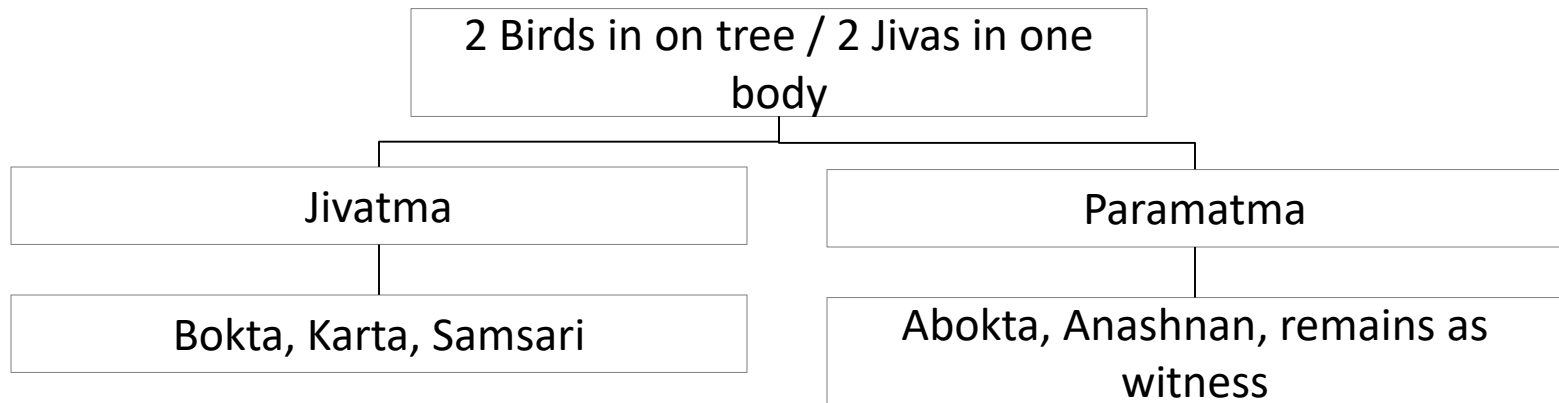 2 Birds in on tree / 2 Jivas in one
body
Jivatma
Paramatma
Bokta, Karta, Samsari
Abokta, Anashnan, remains as
witness